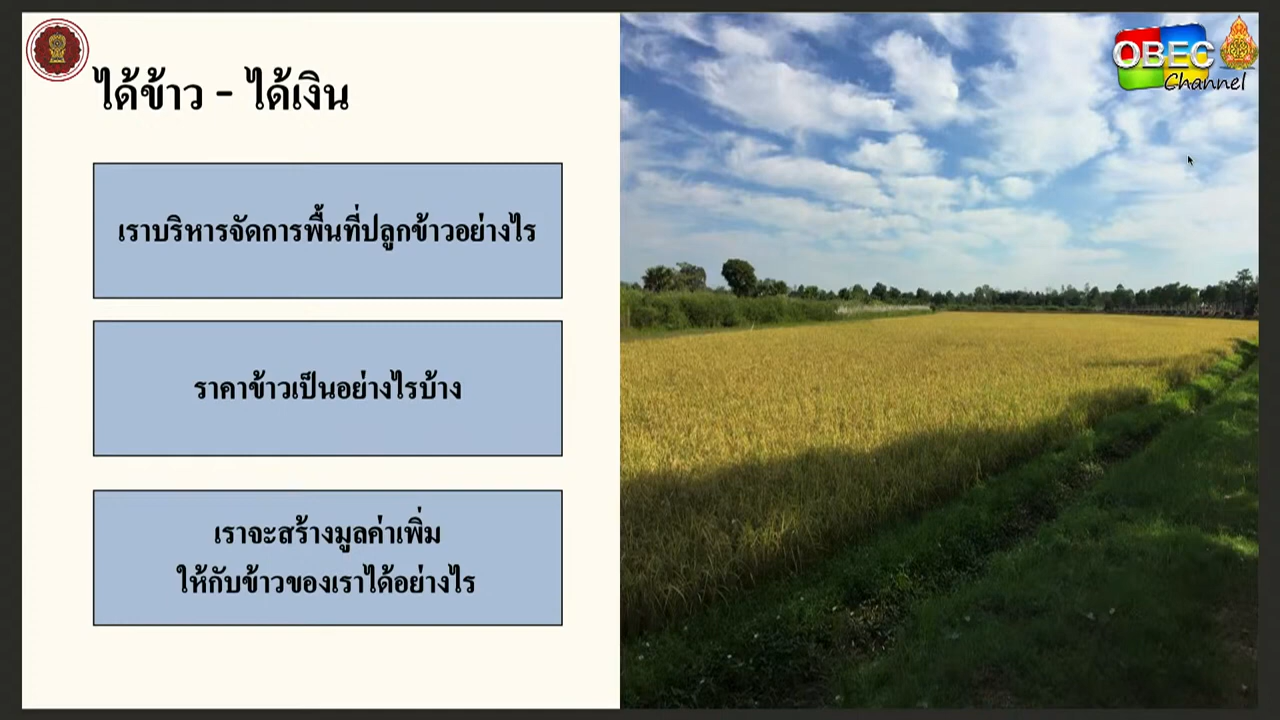 ได้ข้าว - ได้เงิน
เราบริหารจัดการพื้นที่ปลูกข้าวอย่างไร
ราคาข้าวเป็นอย่างไรบ้าง
เราจะสร้างมูลค่าเพิ่ม
ให้กับข้าวของเราได้อย่างไร
OBEC
Channel